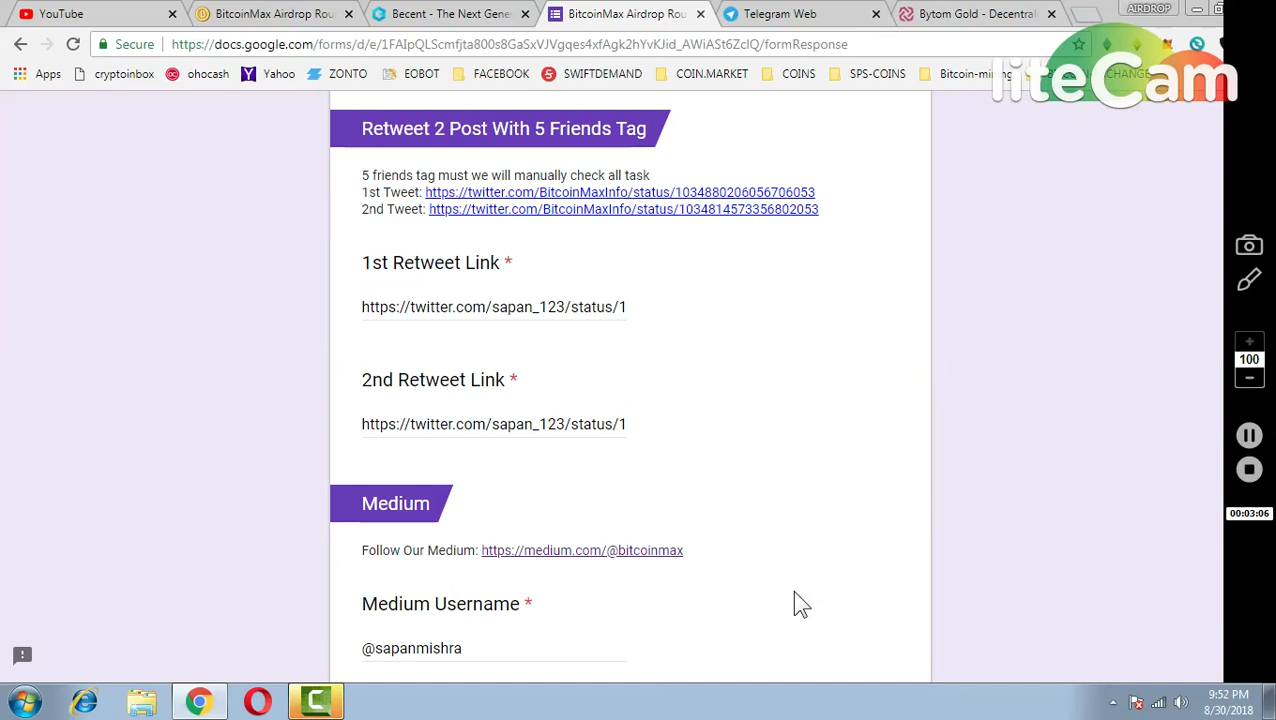 YouTube
BitcoinMax Airdrop Rou
Becent - The Next Gene
BitcoinMax Airdrop Rou
Telegram Web
Bytom Gold - Decentral
AIRDROP
Secure
https://docs.google.com/forms/d/e/1FAIpQLScmfjta800s8GdSxVJVgqes4xfAgk2hYvKJid_AWiASt6ZcIQ/formResponse
Apps
cryptoinbox
ohocash
Yahoo
ZONTO
EOBOT
FACEBOOK
SWIFTDEMAND
COIN.MARKET
COINS
SPS-COINS
Bitcoin-mining
liteCam
Retweet 2 Post With 5 Friends Tag
5 friends tag must we will manually check all task
1st Tweet: https://twitter.com/BitcoinMaxInfo/status/1034880206056706053
2nd Tweet: https://twitter.com/BitcoinMaxInfo/status/1034814573356802053
1st Retweet Link *
https://twitter.com/sapan_123/status/1
2nd Retweet Link *
https://twitter.com/sapan_123/status/1
Medium
Follow Our Medium: https://medium.com/@bitcoinmax
Medium Username *
@sapanmishra
100
00:03:06
9:52 PM
8/30/2018